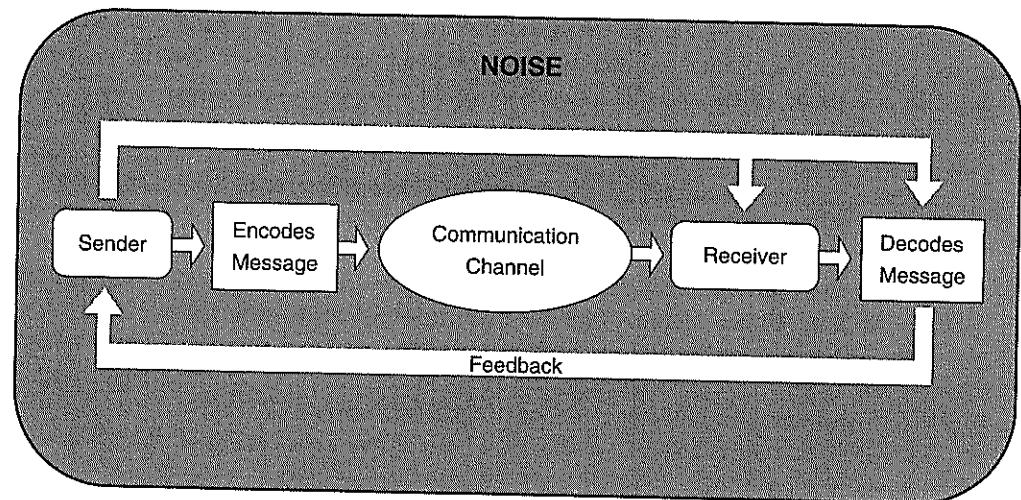 NOISE
Sender
Encodes
Message
Communication
Channel
Receiver
Decodes
Message
Feedback